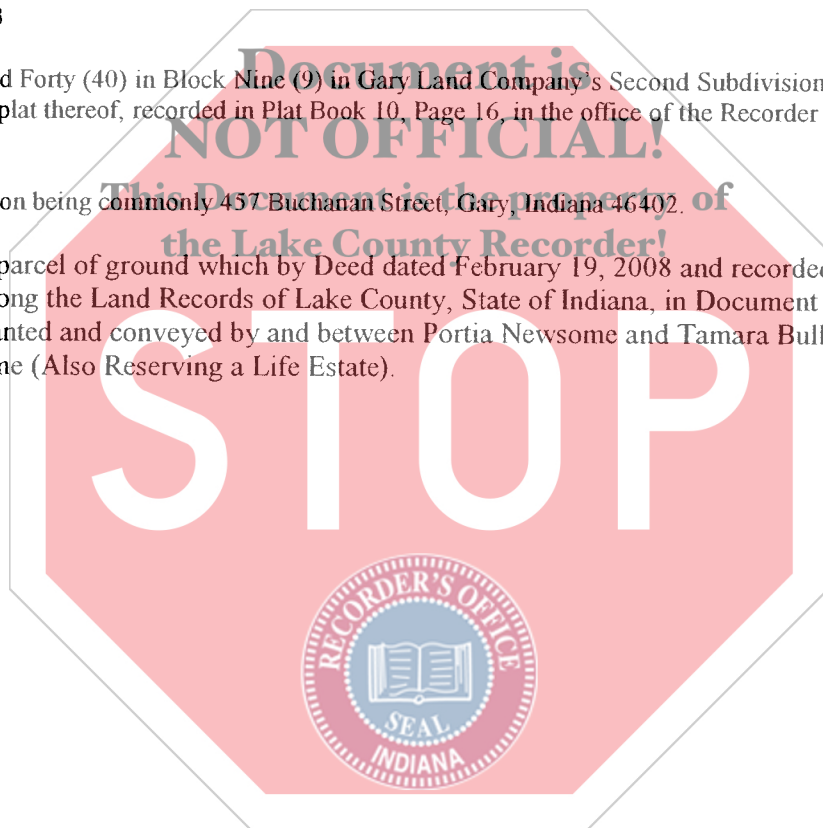 Document is
d Forty (40) in Block Nine (9) in Gary Land Company's Second Subdivision
plat thereof, recorded in Plat Book 10, Page 16, in the office of the Recorder
NOT OFFICIAL!
This Document is the property of
on being commonly 457 Buchanan Street, Gary, Indiana 46402.
the Lake County Recorder!
parcel of ground which by Deed dated February 19, 2008 and recorded
ong the Land Records of Lake County, State of Indiana, in Document
nted and conveyed by and between Portia Newsome and Tamara Bull
ne (Also Reserving a Life Estate).
STOP
RECORDER'S OFFICE
SEAL
INDIANA